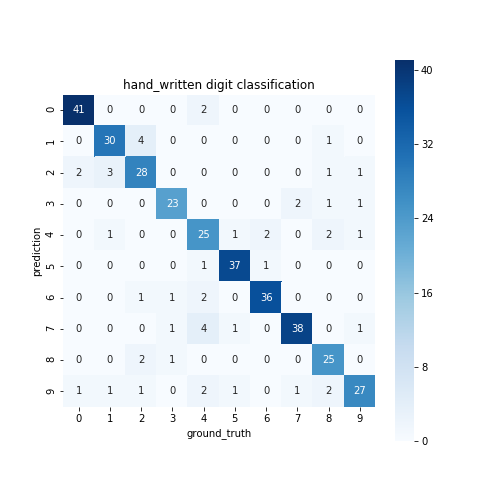 hand_written digit classification
0 41 0 0 0 2 0 0 0 0 0
1 0 30 4 0 0 0 0 0 1 0
2 2 3 28 0 0 0 0 0 1 1
3 0 0 0 23 0 0 0 2 1 1
4 0 1 0 0 25 1 2 0 2 1
5 0 0 0 0 1 37 1 0 0 0
6 0 0 1 1 2 0 36 0 0 0
7 0 0 0 1 4 1 0 38 0 1
8 0 0 2 1 0 0 0 0 25 0
9 1 1 1 0 2 1 0 1 2 27
0 1 2 3 4 5 6 7 8 9
prediction
ground_truth
40
32
24
16
8
0